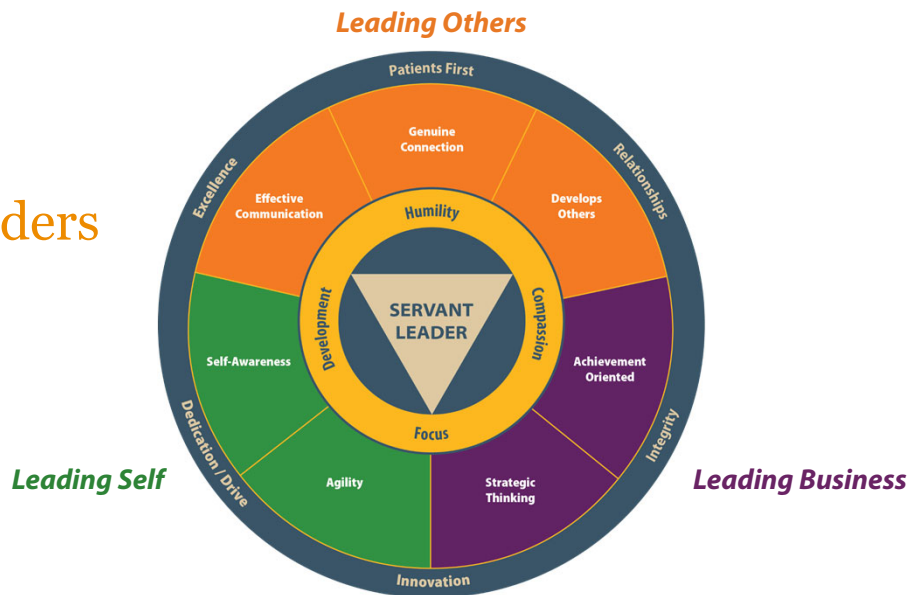 Leading Others
Patients First
Genuine
Connection
Excellence
Relationships
Effective
Communication
Develops
Others
ders
Humility
Development
Compassion
SERVANT
LEADER
Self-Awareness
Achievement
Oriented
Focus
Dedication / Drive
Integrity
Leading Self
Agility
Strategic
Thinking
Leading Business
Innovation